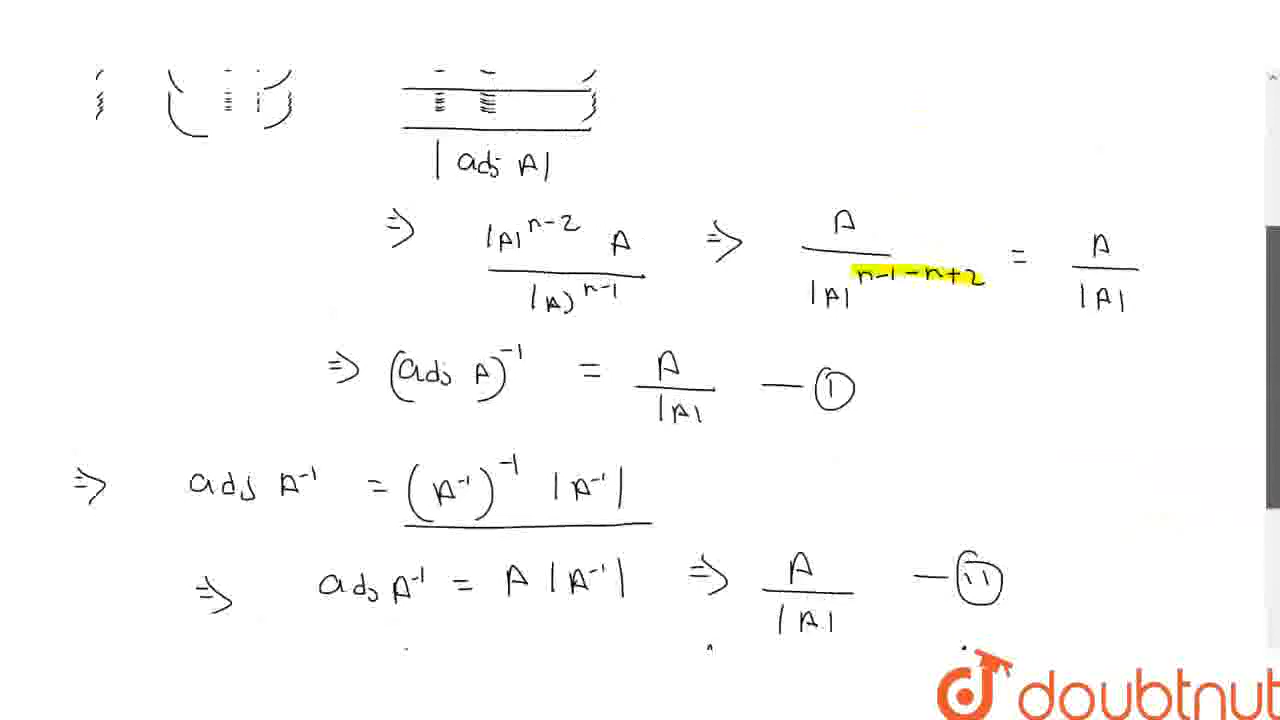 | adj A|
⇒ |A|^{n-2} A / |A)^{n-1} ⇒ A / |A|^{n-1-n+2} = A / |A|
⇒ (adj A)^{-1} = A / |A| — ①
⇒ adj A^{-1} = (A^{-1})^{-1} |A^{-1}|
⇒ adj A^{-1} = A |A^{-1}| ⇒ A / |A| — (11)
doubtnut